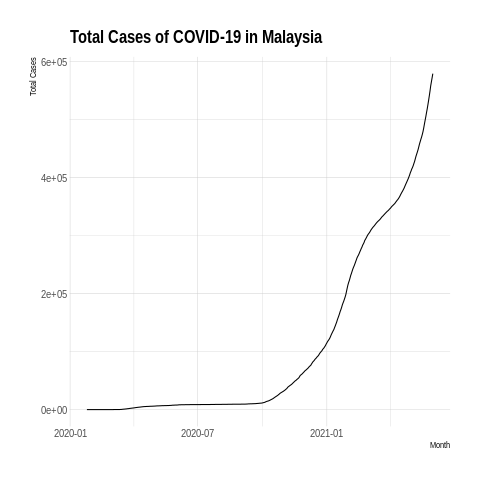 Total Cases of COVID-19 in Malaysia
Total Cases
6e+05
4e+05
2e+05
0e+00
2020-01
2020-07
2021-01
Month